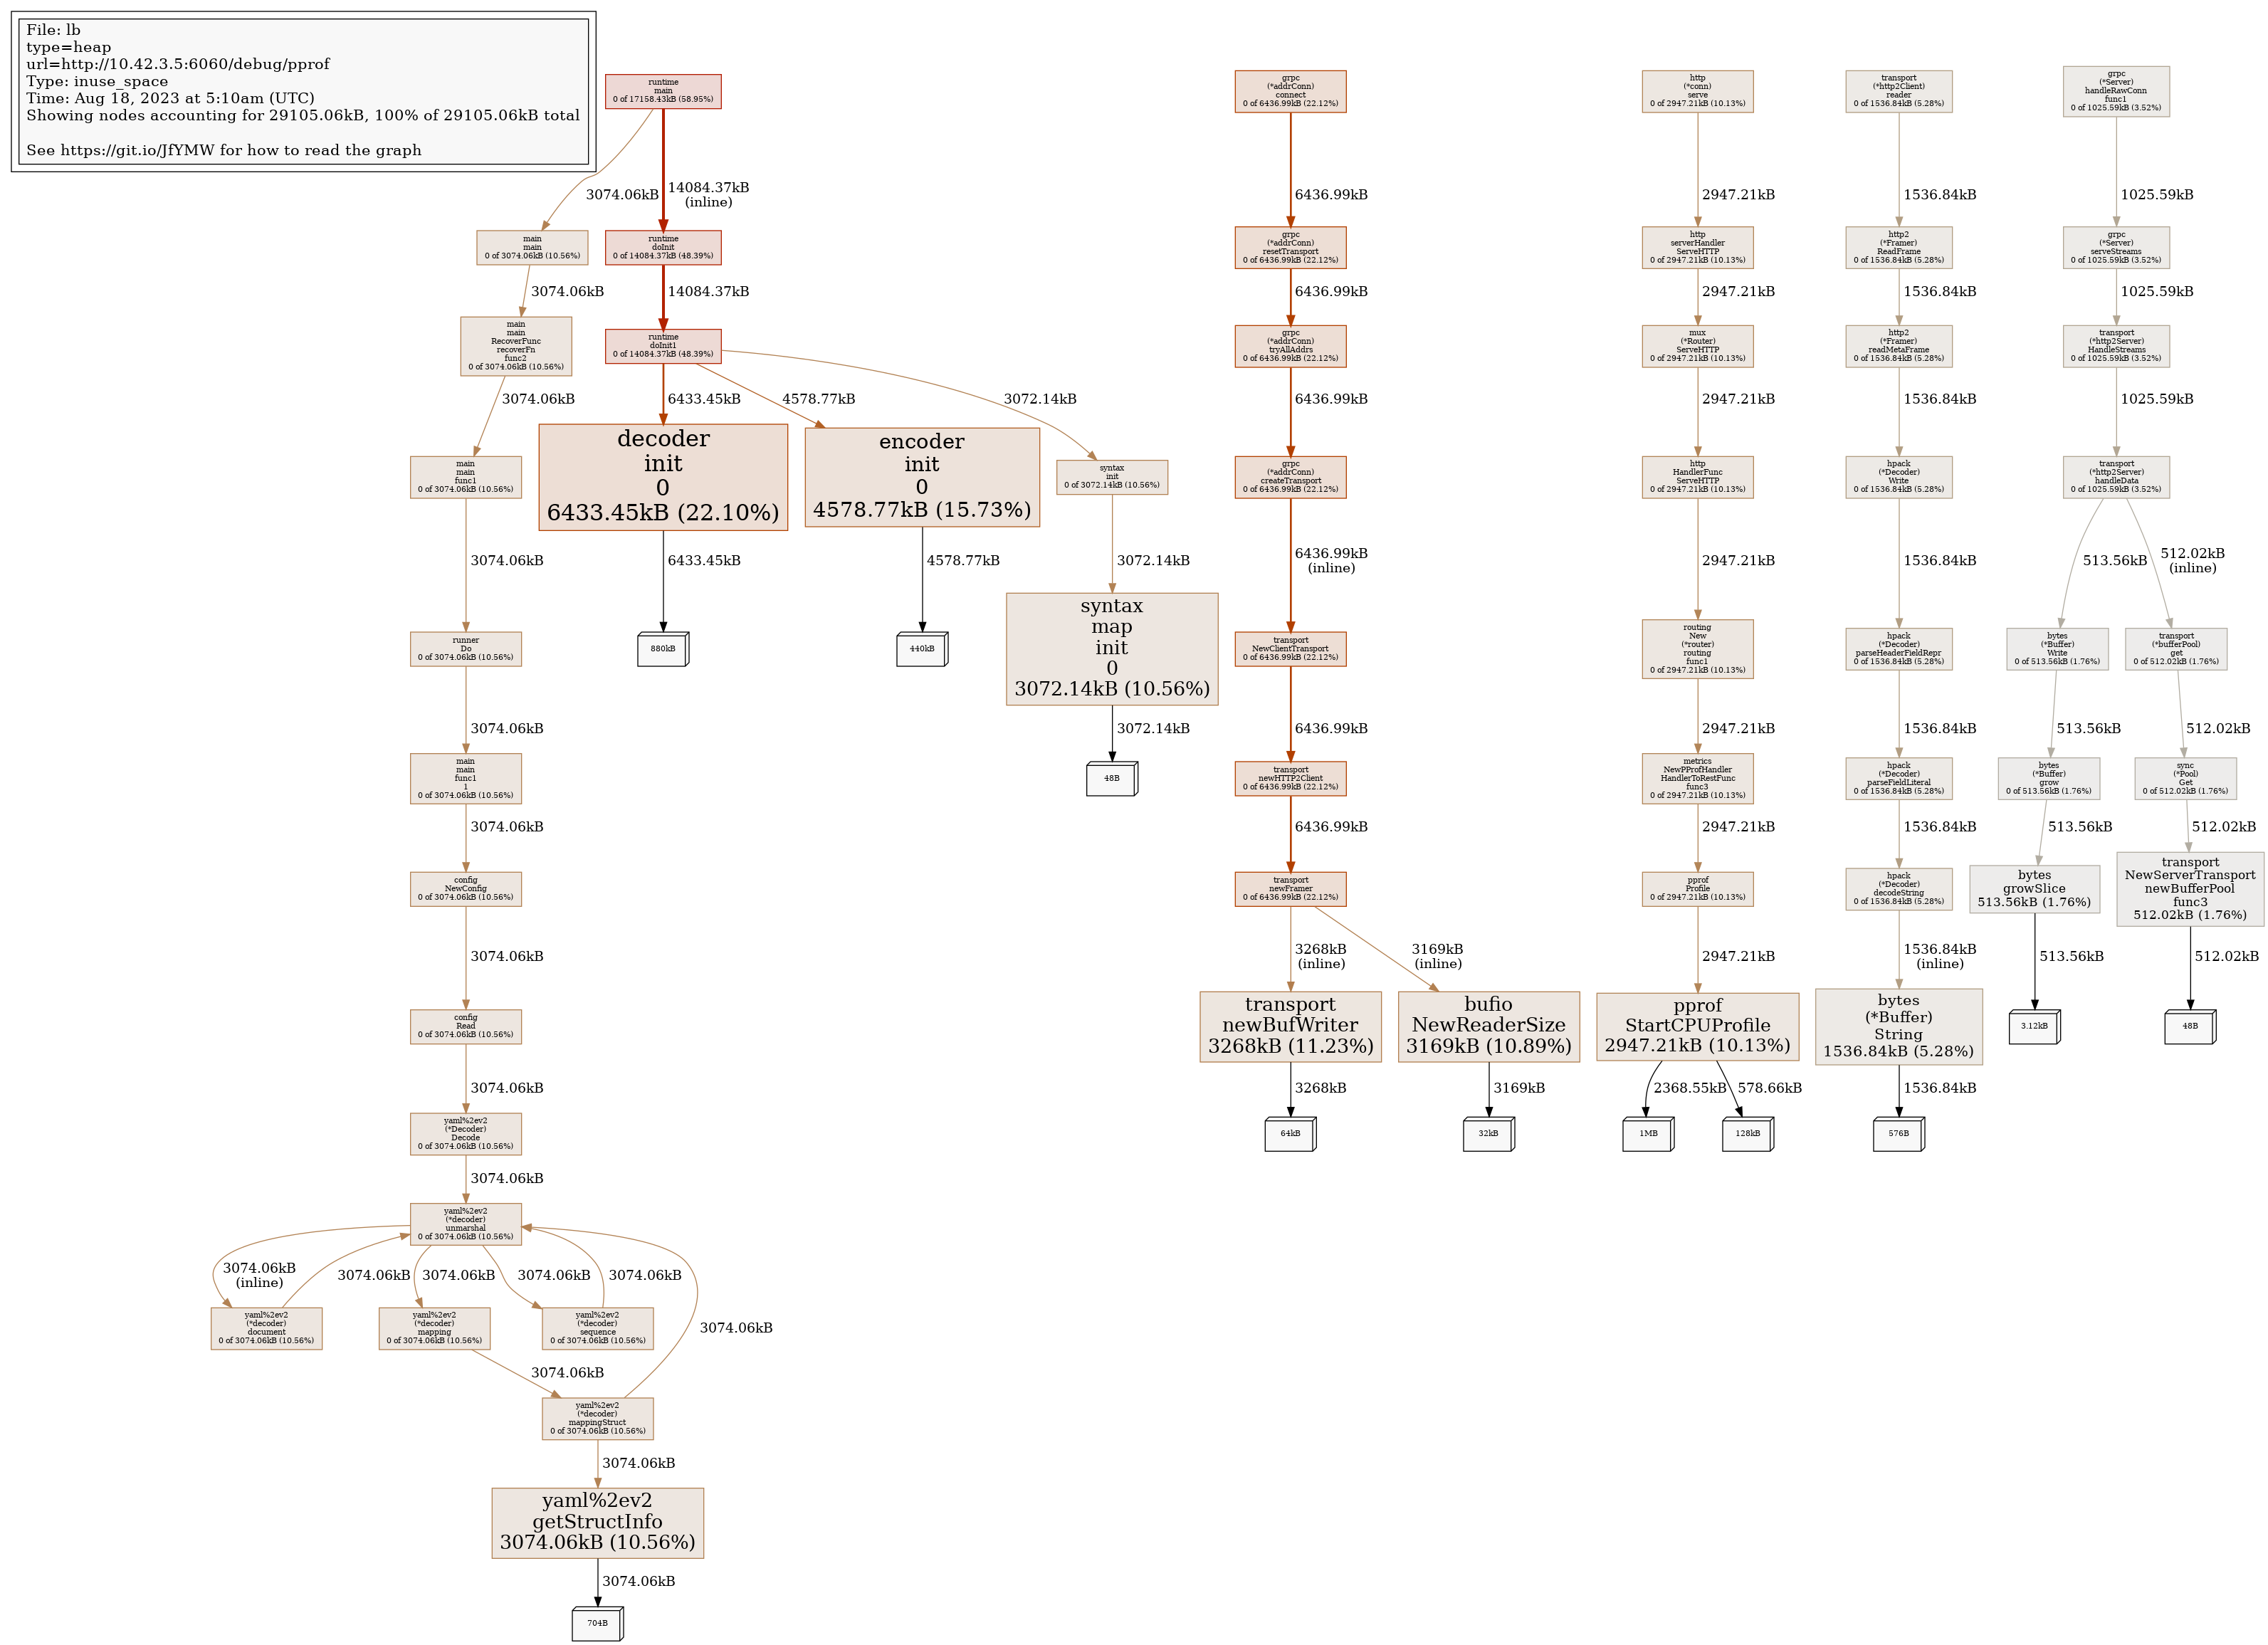 File: lb
type=heap
url=http://10.42.3.5:6060/debug/pprof
Type: inuse_space
Time: Aug 18, 2023 at 5:10am (UTC)
Showing nodes accounting for 29105.06kB, 100% of 29105.06kB total
See https://git.io/JfYMW for how to read the graph
runtime
main
0 of 17158.43kB (58.95%)
3074.06kB
14084.37kB
(inline)
main
main
0 of 3074.06kB (10.56%)
3074.06kB
main
main
RecoverFunc
recoverFn
func2
0 of 3074.06kB (10.56%)
3074.06kB
main
main
func1
0 of 3074.06kB (10.56%)
3074.06kB
runner
Do
0 of 3074.06kB (10.56%)
3074.06kB
main
main
func1
1
0 of 3074.06kB (10.56%)
3074.06kB
config
NewConfig
0 of 3074.06kB (10.56%)
3074.06kB
config
Read
0 of 3074.06kB (10.56%)
3074.06kB
yaml%2ev2
(*Decoder)
Decode
0 of 3074.06kB (10.56%)
3074.06kB
yaml%2ev2
(*decoder)
unmarshal
0 of 3074.06kB (10.56%)
3074.06kB
(inline)
3074.06kB
3074.06kB
3074.06kB
3074.06kB
3074.06kB
yaml%2ev2
(*decoder)
document
0 of 3074.06kB (10.56%)
yaml%2ev2
(*decoder)
mapping
0 of 3074.06kB (10.56%)
yaml%2ev2
(*decoder)
sequence
0 of 3074.06kB (10.56%)
3074.06kB
yaml%2ev2
(*decoder)
mappingStruct
0 of 3074.06kB (10.56%)
3074.06kB
yaml%2ev2
getStructInfo
3074.06kB (10.56%)
3074.06kB
704B
runtime
doInit
0 of 14084.37kB (48.39%)
14084.37kB
runtime
doInit1
0 of 14084.37kB (48.39%)
6433.45kB
4578.77kB
3072.14kB
decoder
init
0
6433.45kB (22.10%)
6433.45kB
880kB
encoder
init
0
4578.77kB (15.73%)
4578.77kB
440kB
syntax
init
0 of 3072.14kB (10.56%)
3072.14kB
syntax
map
init
0
3072.14kB (10.56%)
3072.14kB
48B
grpc
(*addrConn)
connect
0 of 6436.99kB (22.12%)
6436.99kB
grpc
(*addrConn)
resetTransport
0 of 6436.99kB (22.12%)
6436.99kB
grpc
(*addrConn)
tryAllAddrs
0 of 6436.99kB (22.12%)
6436.99kB
grpc
(*addrConn)
createTransport
0 of 6436.99kB (22.12%)
6436.99kB
(inline)
transport
NewClientTransport
0 of 6436.99kB (22.12%)
6436.99kB
transport
newHTTP2Client
0 of 6436.99kB (22.12%)
6436.99kB
transport
newFramer
0 of 6436.99kB (22.12%)
3268kB
(inline)
3169kB
(inline)
transport
newBufWriter
3268kB (11.23%)
3268kB
64kB
bufio
NewReaderSize
3169kB (10.89%)
3169kB
32kB
http
(*conn)
serve
0 of 2947.21kB (10.13%)
2947.21kB
http
serverHandler
ServeHTTP
0 of 2947.21kB (10.13%)
2947.21kB
mux
(*Router)
ServeHTTP
0 of 2947.21kB (10.13%)
2947.21kB
http
HandlerFunc
ServeHTTP
0 of 2947.21kB (10.13%)
2947.21kB
routing
New
(*router)
routing
func1
0 of 2947.21kB (10.13%)
2947.21kB
metrics
NewPProfHandler
HandlerToRestFunc
func3
0 of 2947.21kB (10.13%)
2947.21kB
pprof
Profile
0 of 2947.21kB (10.13%)
2947.21kB
pprof
StartCPUProfile
2947.21kB (10.13%)
2368.55kB
578.66kB
1MB
128kB
transport
(*http2Client)
reader
0 of 1536.84kB (5.28%)
1536.84kB
http2
(*Framer)
ReadFrame
0 of 1536.84kB (5.28%)
1536.84kB
http2
(*Framer)
readMetaFrame
0 of 1536.84kB (5.28%)
1536.84kB
hpack
(*Decoder)
Write
0 of 1536.84kB (5.28%)
1536.84kB
hpack
(*Decoder)
parseHeaderFieldRepr
0 of 1536.84kB (5.28%)
1536.84kB
hpack
(*Decoder)
parseFieldLiteral
0 of 1536.84kB (5.28%)
1536.84kB
hpack
(*Decoder)
decodeString
0 of 1536.84kB (5.28%)
1536.84kB
(inline)
bytes
(*Buffer)
String
1536.84kB (5.28%)
1536.84kB
576B
grpc
(*Server)
handleRawConn
func1
0 of 1025.59kB (3.52%)
1025.59kB
grpc
(*Server)
serveStreams
0 of 1025.59kB (3.52%)
1025.59kB
transport
(*http2Server)
HandleStreams
0 of 1025.59kB (3.52%)
1025.59kB
transport
(*http2Server)
handleData
0 of 1025.59kB (3.52%)
513.56kB
512.02kB
(inline)
bytes
(*Buffer)
Write
0 of 513.56kB (1.76%)
513.56kB
bytes
(*Buffer)
grow
0 of 513.56kB (1.76%)
513.56kB
bytes
growSlice
513.56kB (1.76%)
513.56kB
3.12kB
transport
(*bufferPool)
get
0 of 512.02kB (1.76%)
512.02kB
sync
(*Pool)
Get
0 of 512.02kB (1.76%)
512.02kB
transport
NewServerTransport
newBufferPool
func3
512.02kB (1.76%)
512.02kB
48B